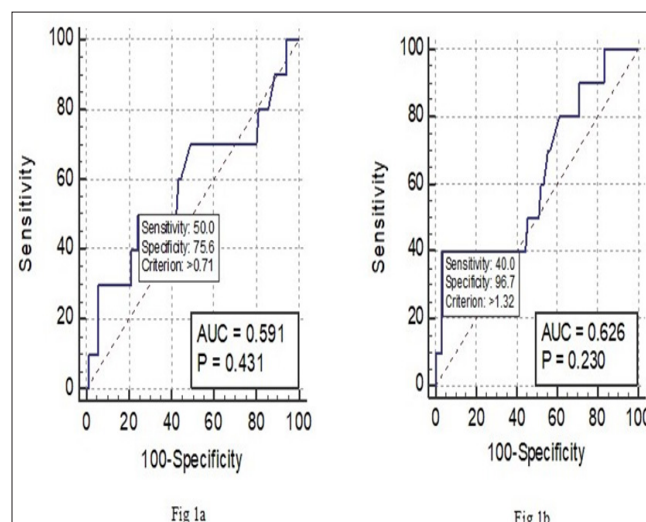 100
80
60
40
20
0
Sensitivity
Sensitivity: 50.0
Specificity: 75.6
Criterion: >0.71
AUC = 0.591
P = 0.431
0 20 40 60 80 100
100-Specificity
Fig 1a
100
80
60
40
20
0
Sensitivity
Sensitivity: 40.0
Specificity: 96.7
Criterion: >1.32
AUC = 0.626
P = 0.230
0 20 40 60 80 100
100-Specificity
Fig 1b